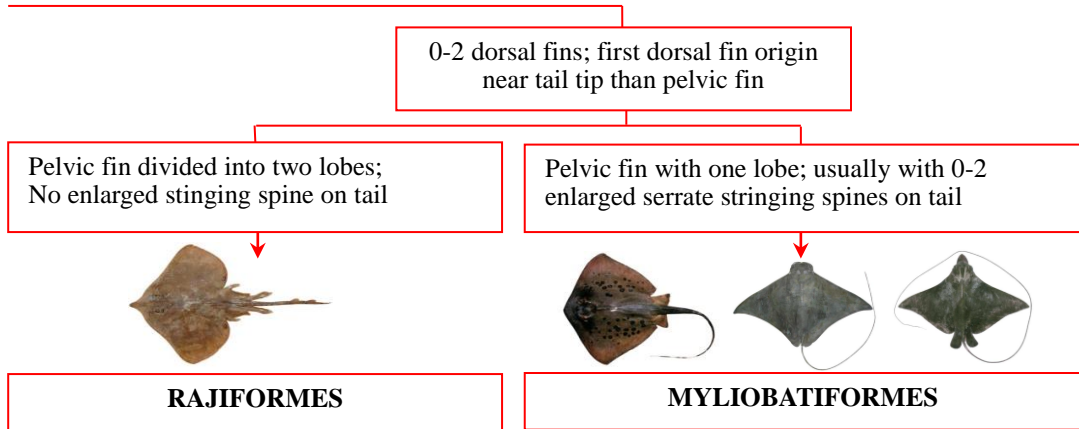 0-2 dorsal fins; first dorsal fin origin
near tail tip than pelvic fin
Pelvic fin divided into two lobes;
No enlarged stinging spine on tail
Pelvic fin with one lobe; usually with 0-2
enlarged serrate stringing spines on tail
RAJIFORMES
MYLIOBATIFORMES